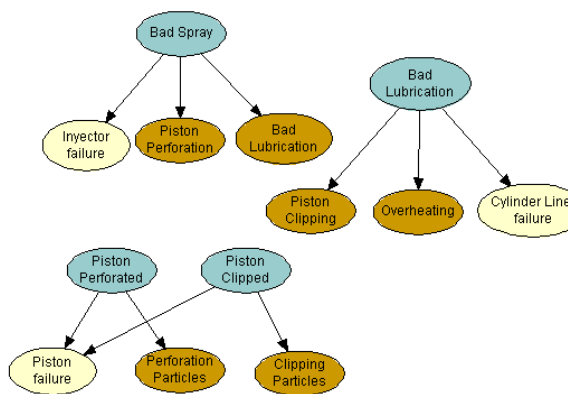 Bad Spray
Bad
Lubrication
Inyector
failure
Piston
Perforation
Bad
Lubrication
Piston
Clipping
Overheating
Cylinder Line
failure
Piston
Perforated
Piston
Clipped
Piston
failure
Perforation
Particles
Clipping
Particles